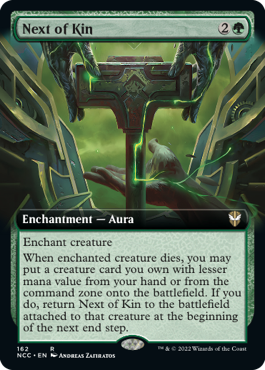 Next of Kin 2
Enchantment — Aura
Enchant creature
When enchanted creature dies, you may
put a creature card you own with lesser
mana value from your hand or from
the command zone onto the battlefield. If you
do, return Next of Kin to the battlefield
attached to that creature at the beginning
of the next end step.
162 R
NCC • EN ANDREAS ZAFIRATOS ™ & © 2022 Wizards of the Coast